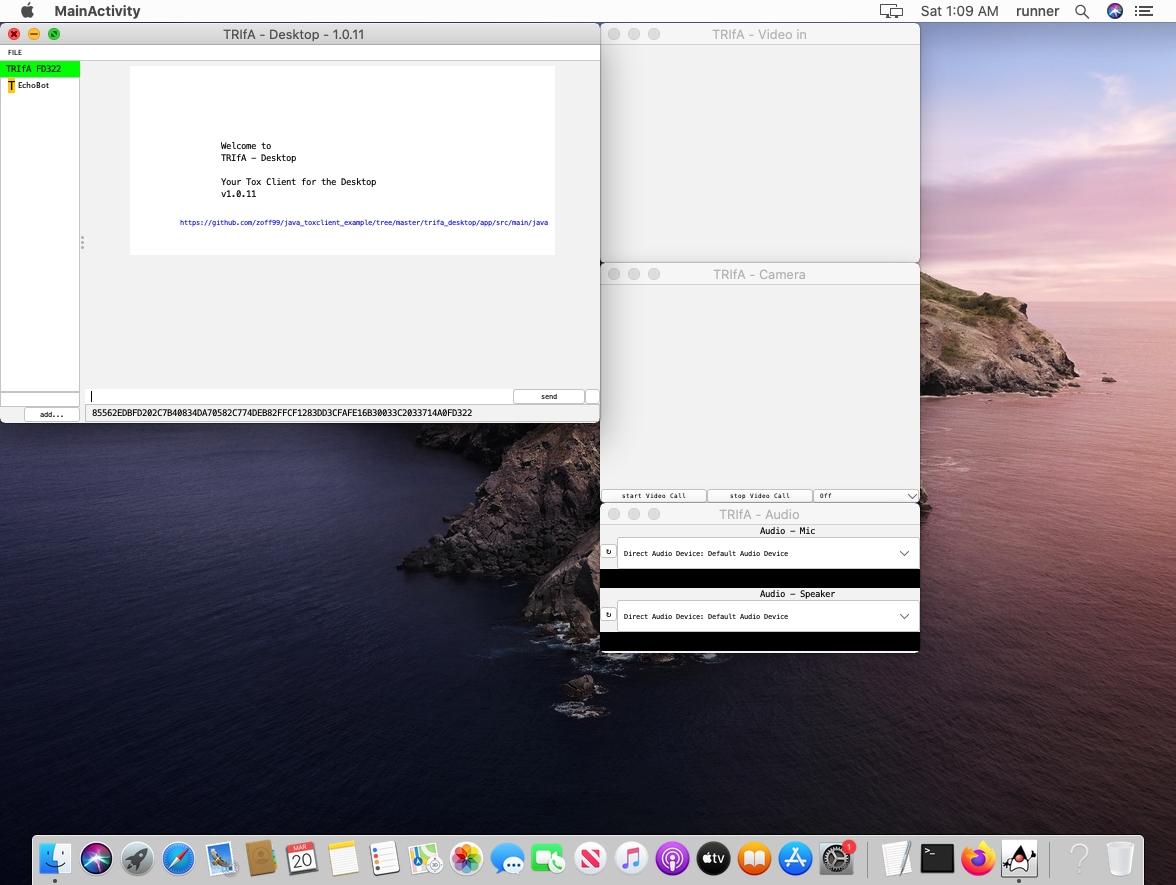 MainActivity
Sat 1:09 AM runner
TRIfA - Desktop - 1.0.11
FILE
TRIfA FD322
T EchoBot
Welcome to
TRIfA - Desktop
Your Tox Client for the Desktop
v1.0.11
https://github.com/zoff99/java_toxclient_example/tree/master/trifa_desktop/app/src/main/java
send
add...
85562EDBFD202C7B40834DA70582C774DEB82FFCF1283DD3CFAFE16B30033C2033714A0FD322
TRIfA - Video in
TRIfA - Camera
start Video Call
stop Video Call
Off
TRIfA - Audio
Audio - Mic
Direct Audio Device: Default Audio Device
Audio - Speaker
Direct Audio Device: Default Audio Device
MAR
20
tv
1